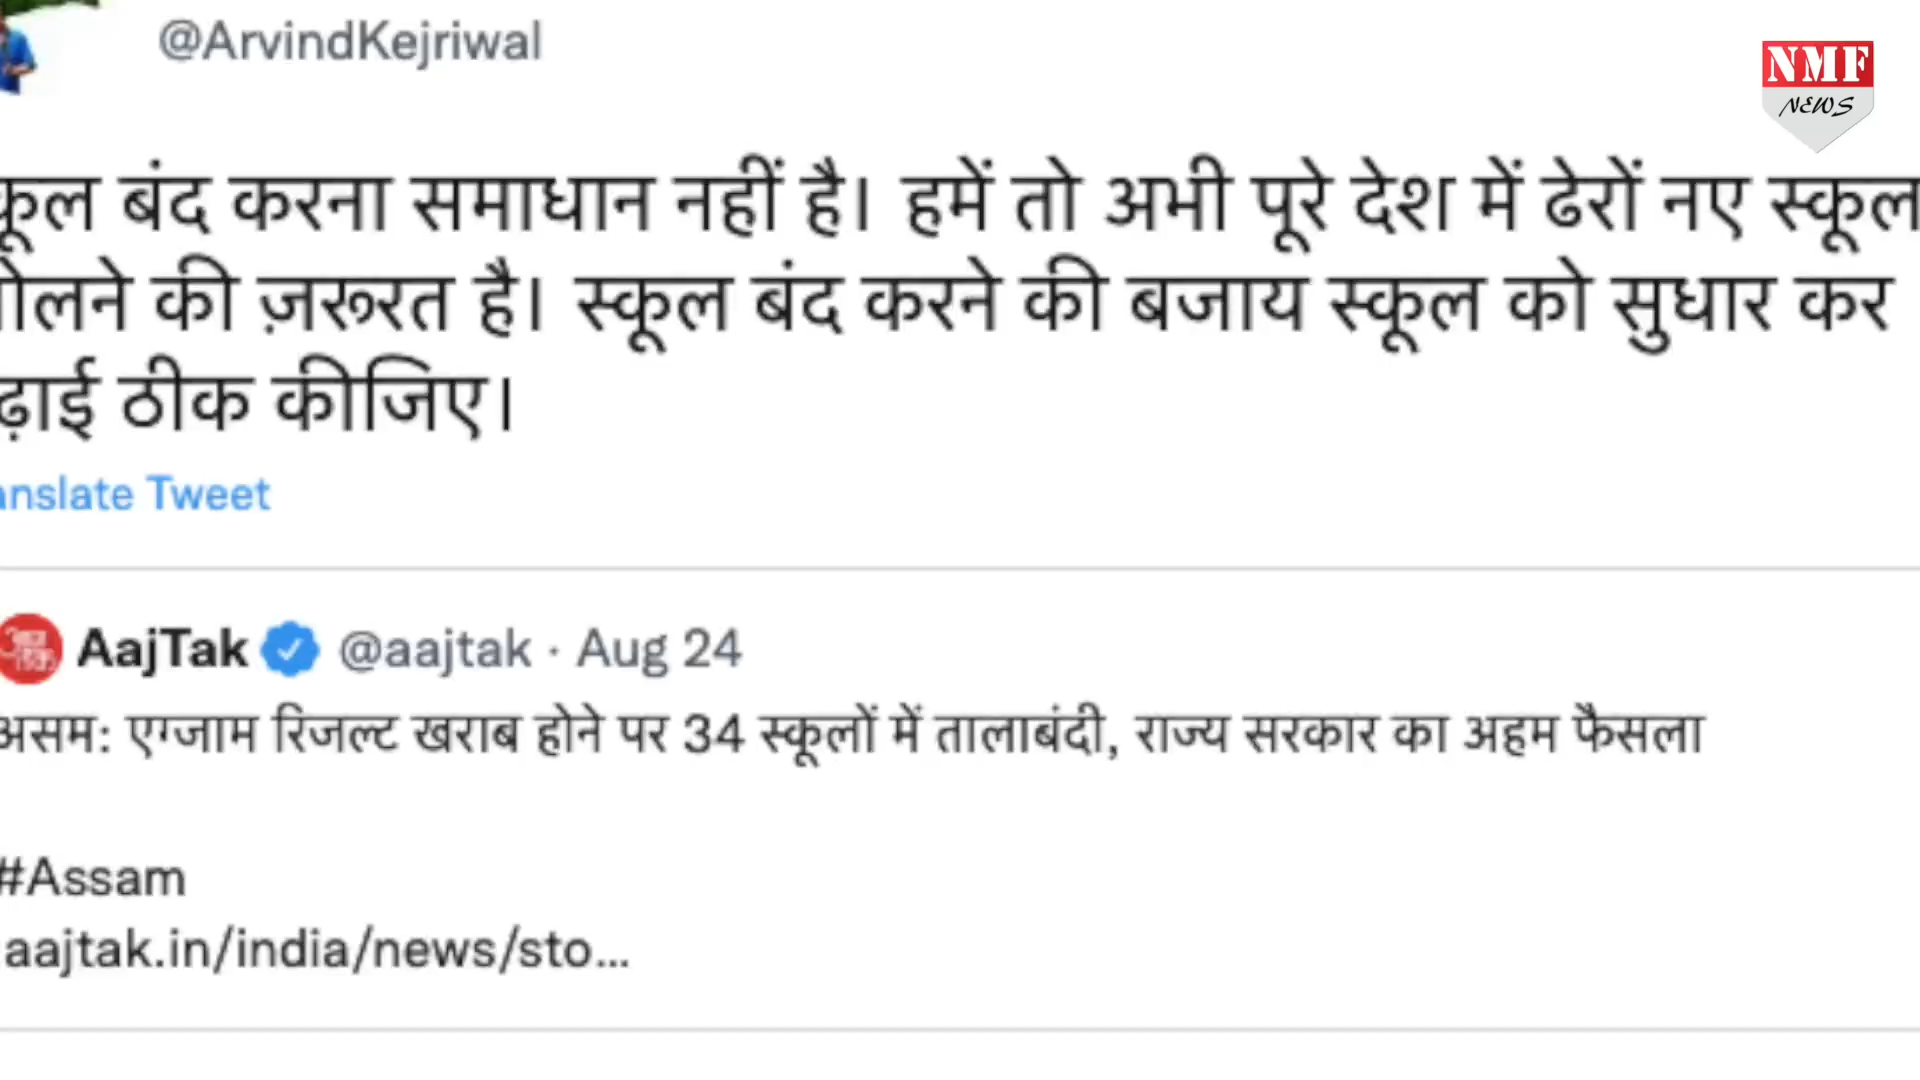 @ArvindKejriwal
NMF
NEWS
कूल बंद करना समाधान नहीं है। हमें तो अभी पूरे देश में ढेरों नए स्कूल
ोलने की ज़रूरत है। स्कूल बंद करने की बजाय स्कूल को सुधार कर
ढ़ाई ठीक कीजिए।
anslate Tweet
AajTak @aajtak · Aug 24
असम: एग्जाम रिजल्ट खराब होने पर 34 स्कूलों में तालाबंदी, राज्य सरकार का अहम फैसला
#Assam
aajtak.in/india/news/sto...